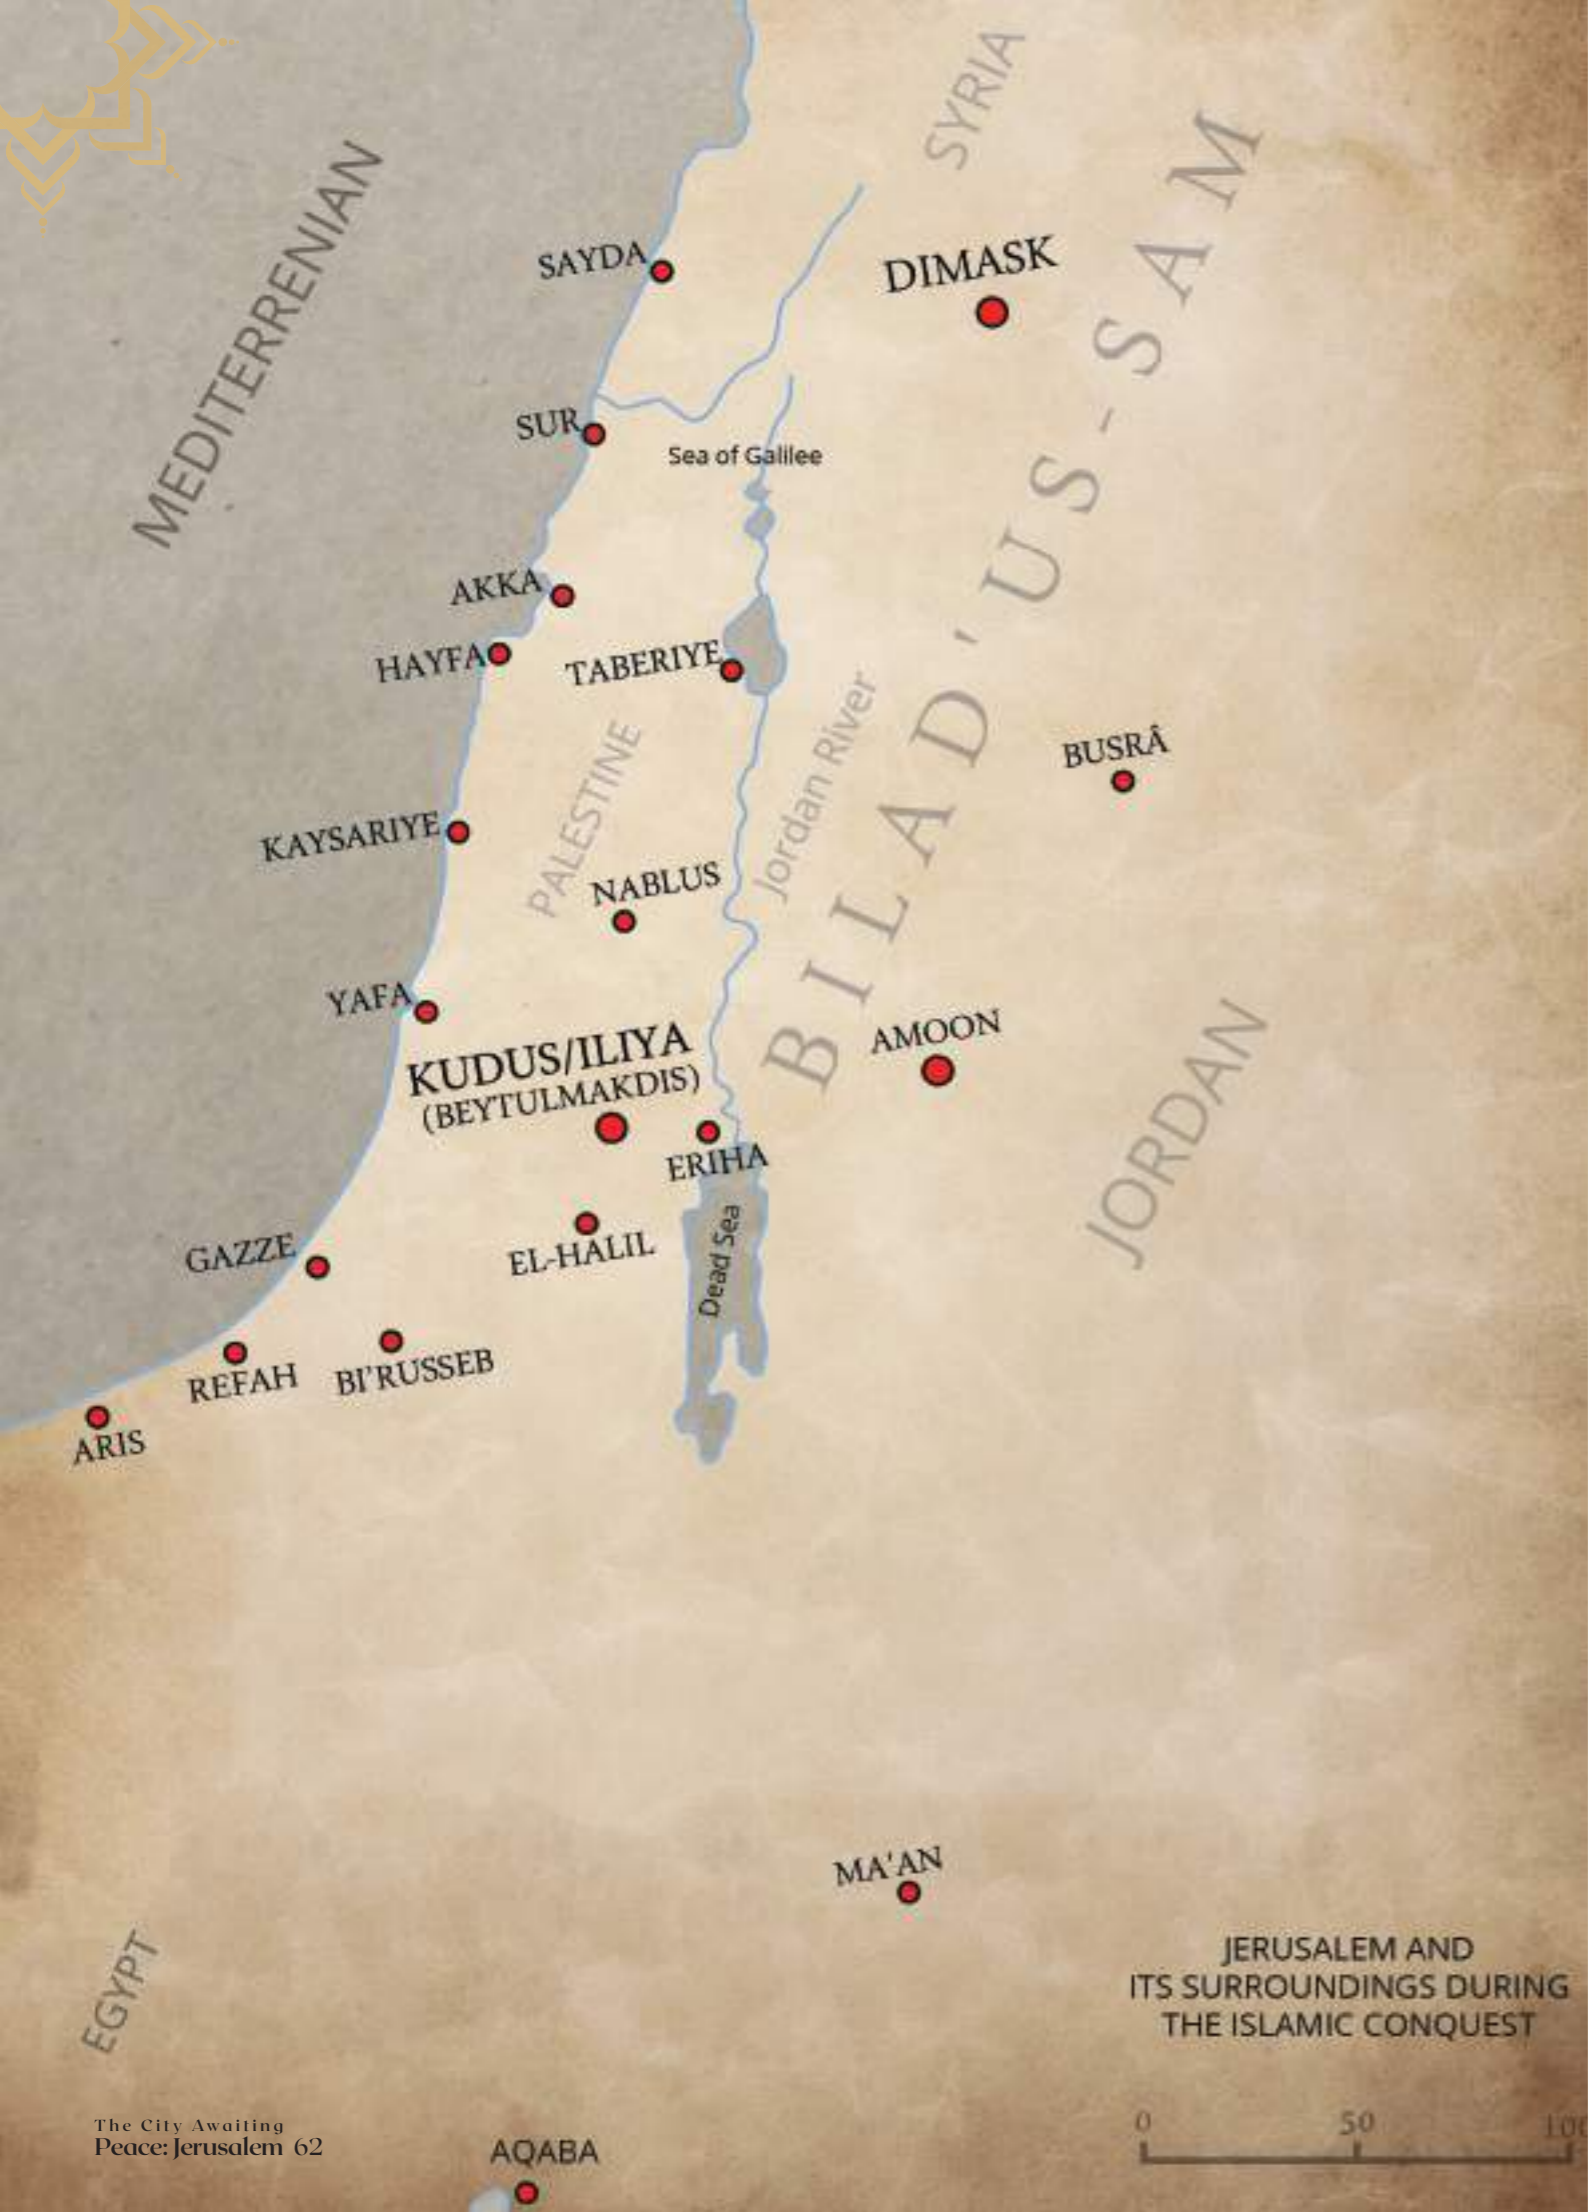 SYRIA
MEDITERRENIAN
SAYDA
DIMASK
BILAD'US-SAM
SUR
Sea of Galilee
AKKA
HAYFA
TABERIYE
Jordan River
PALESTINE
BUSRÂ
KAYSARIYE
NABLUS
YAFA
KUDUS/ILIYA
(BEYTULMAKDIS)
AMOON
JORDAN
ERIHA
Dead Sea
EL-HALIL
GAZZE
REFAH
BI'RUSSEB
ARIS
MA'AN
EGYPT
JERUSALEM AND
ITS SURROUNDINGS DURING
THE ISLAMIC CONQUEST
0 50 100
The City Awaiting
Peace: Jerusalem 62
AQABA